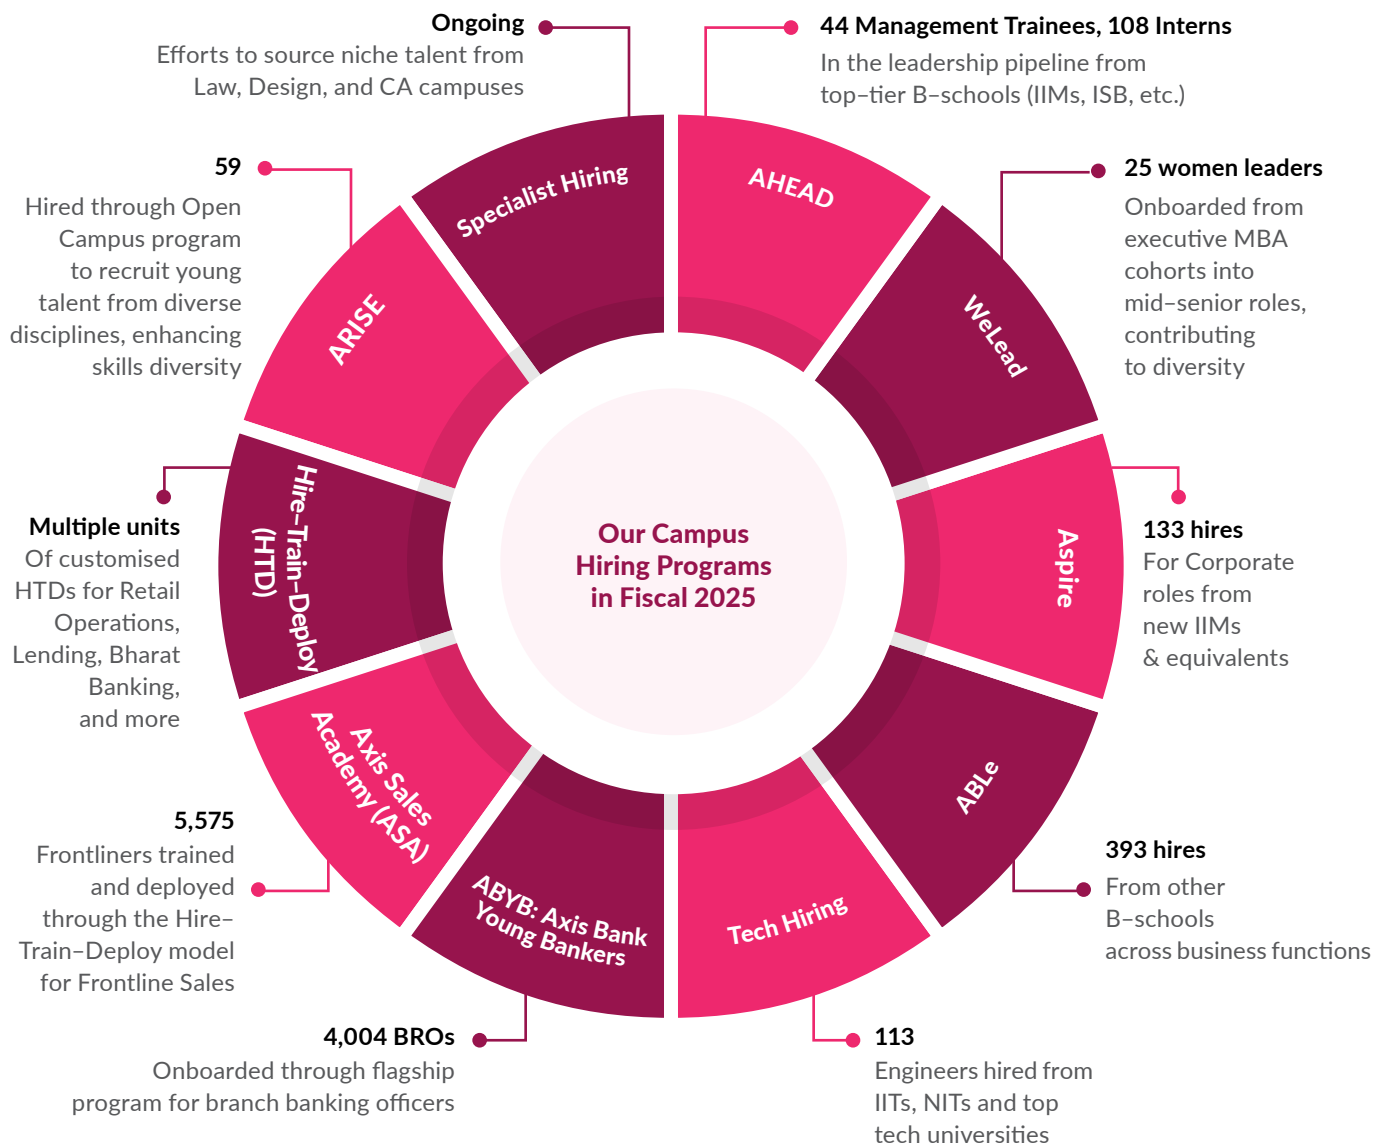 Our Campus
Hiring Programs
in Fiscal 2025
AHEAD
44 Management Trainees, 108 Interns
In the leadership pipeline from
top–tier B–schools (IIMs, ISB, etc.)
WeLead
25 women leaders
Onboarded from
executive MBA
cohorts into
mid–senior roles,
contributing
to diversity
Aspire
133 hires
For Corporate
roles from
new IIMs
& equivalents
ABLe
393 hires
From other
B–schools
across business functions
Tech Hiring
113
Engineers hired from
IITs, NITs and top
tech universities
ABYB: Axis Bank
Young Bankers
4,004 BROs
Onboarded through flagship
program for branch banking officers
Axis Sales
Academy (ASA)
5,575
Frontliners trained
and deployed
through the Hire–
Train–Deploy model
for Frontline Sales
Hire–Train–Deploy
(HTD)
Multiple units
Of customised
HTDs for Retail
Operations,
Lending, Bharat
Banking,
and more
ARISE
59
Hired through Open
Campus program
to recruit young
talent from diverse
disciplines, enhancing
skills diversity
Specialist Hiring
Ongoing
Efforts to source niche talent from
Law, Design, and CA campuses